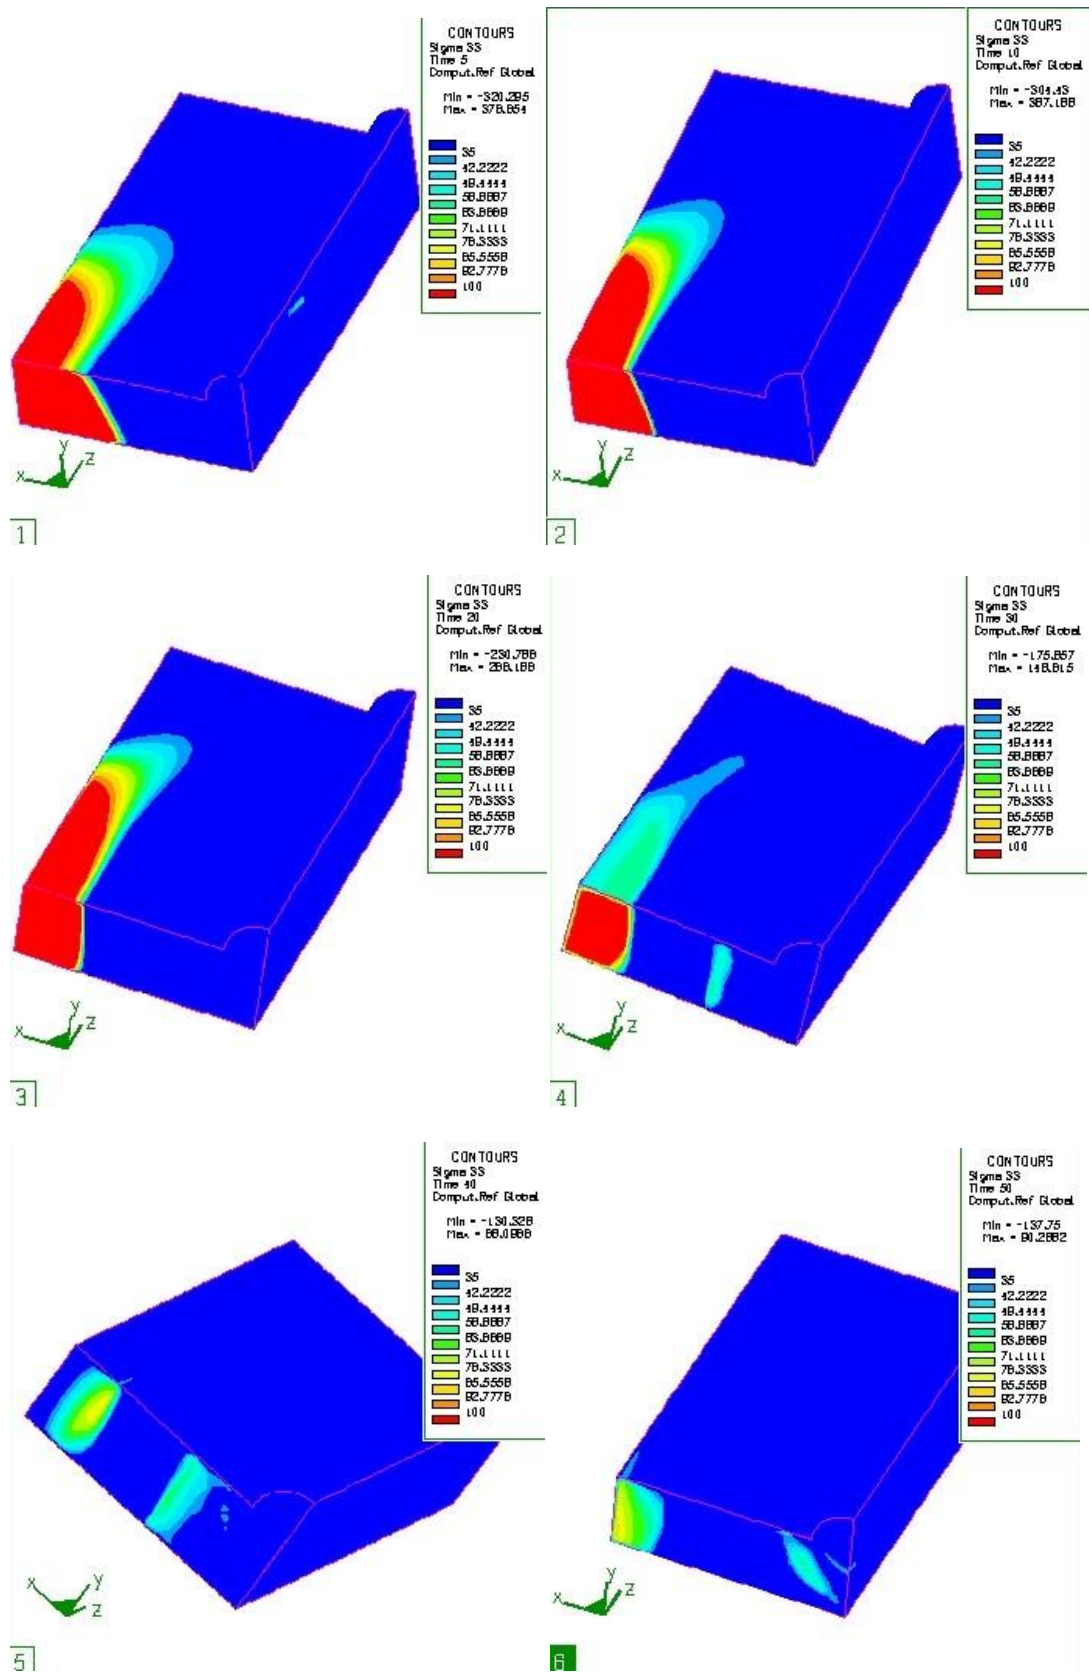 CONTOURS
Sigma 33
Time 5
Comput.Ref Global
Min = -320.295
Max =
35
42.2222
49.4444
56.6667
63.8889
71.1111
78.3333
85.5556
92.7778
100
y
x
z
1
CONTOURS
Sigma 33
Time 10
Comput.Ref Global
Min = -304.43
Max =
35
42.2222
49.4444
56.6667
63.8889
71.1111
78.3333
85.5556
92.7778
100
y
x
z
2
CONTOURS
Sigma 33
Time 20
Comput.Ref Global
Min =
Max =
35
42.2222
49.4444
56.6667
63.8889
71.1111
78.3333
85.5556
92.7778
100
y
x
z
3
CONTOURS
Sigma 33
Time 30
Comput.Ref Global
Min =
Max =
35
42.2222
49.4444
56.6667
63.8889
71.1111
78.3333
85.5556
92.7778
100
y
x
z
4
CONTOURS
Sigma 33
Time 40
Comput.Ref Global
Min =
Max =
35
42.2222
49.4444
56.6667
63.8889
71.1111
78.3333
85.5556
92.7778
100
x
y
z
5
CONTOURS
Sigma 33
Time 50
Comput.Ref Global
Min = -137.75
Max =
35
42.2222
49.4444
56.6667
63.8889
71.1111
78.3333
85.5556
92.7778
100
y
x
z
6